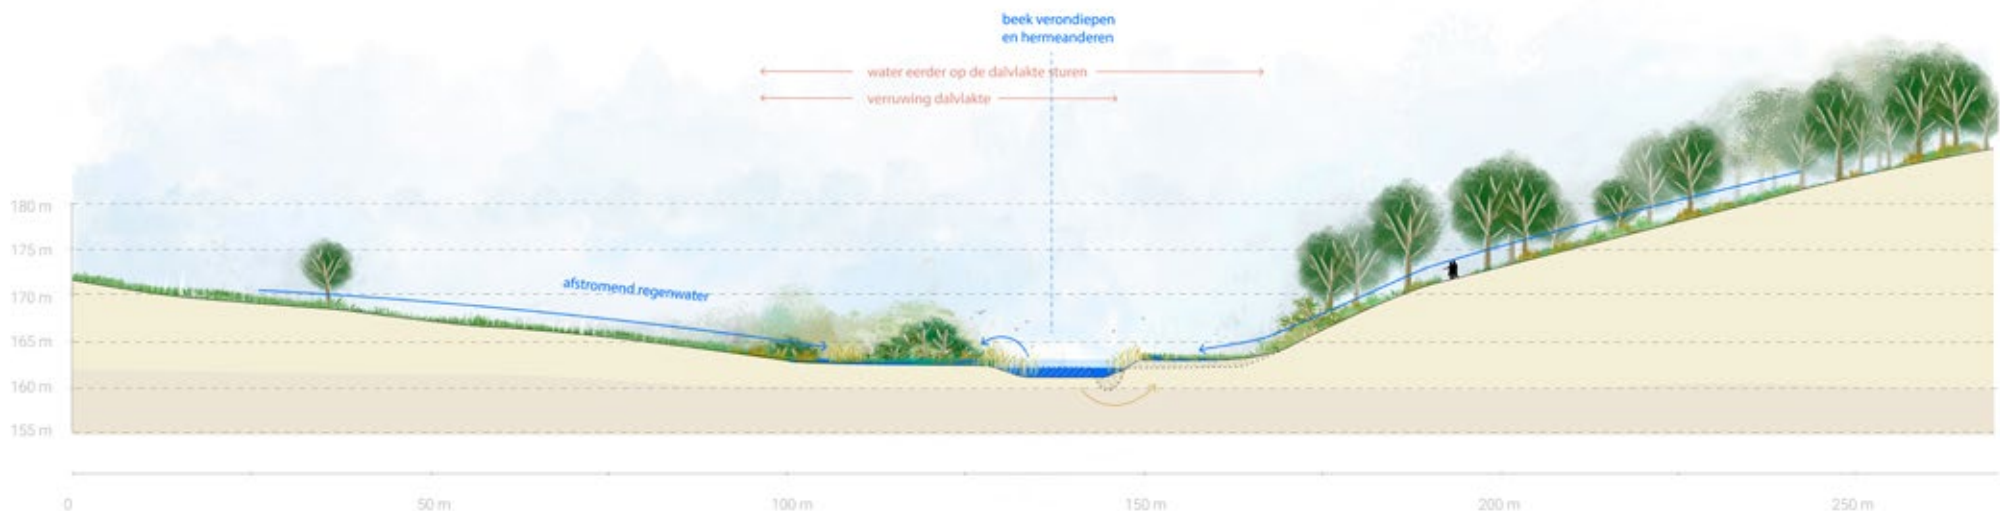 beek verondiepen
en hermeanderen
water eerder op de dalvlakte sturen
verruwing dalvlakte
180 m
175 m
afstromend regenwater
170 m
165 m
160 m
155 m
0
50 m
100 m
150 m
200 m
250 m